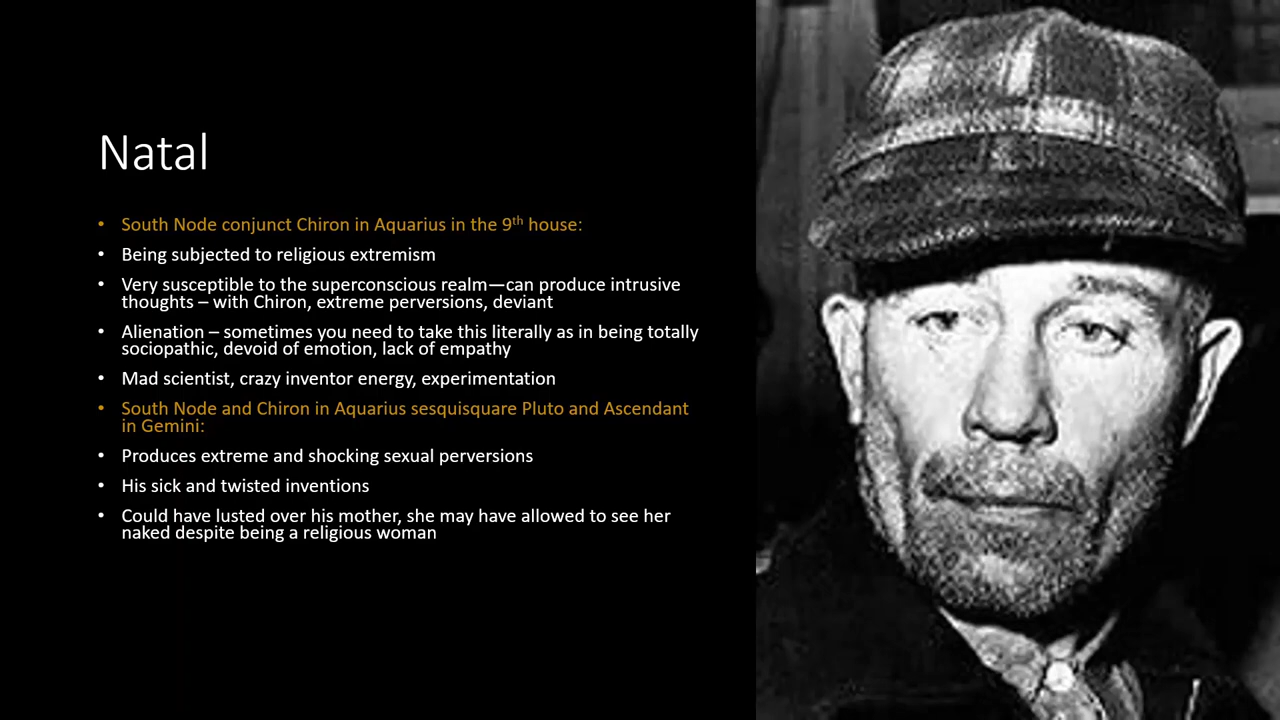 Natal
• South Node conjunct Chiron in Aquarius in the 9th house:
• Being subjected to religious extremism
• Very susceptible to the superconscious realm—can produce intrusive
thoughts – with Chiron, extreme perversions, deviant
• Alienation – sometimes you need to take this literally as in being totally
sociopathic, devoid of emotion, lack of empathy
• Mad scientist, crazy inventor energy, experimentation
• South Node and Chiron in Aquarius sesquisquare Pluto and Ascendant
in Gemini:
• Produces extreme and shocking sexual perversions
• His sick and twisted inventions
• Could have lusted over his mother, she may have allowed to see her
naked despite being a religious woman